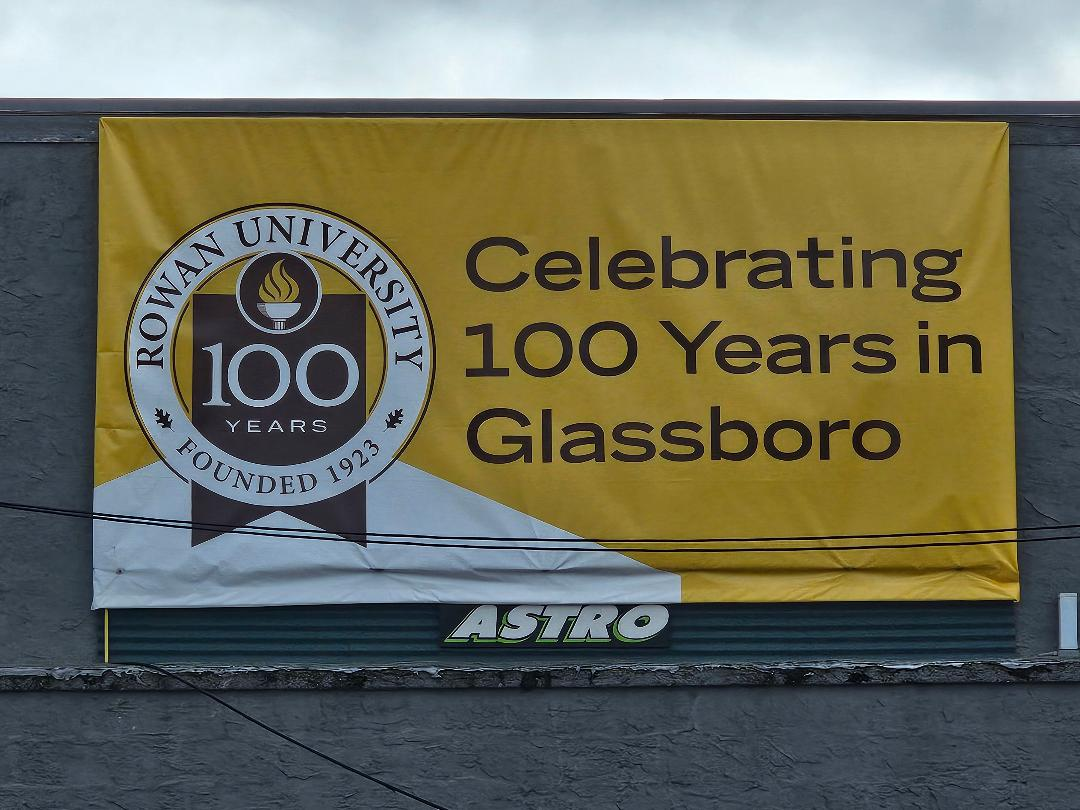 ROWAN UNIVERSITY
100
YEARS
FOUNDED 1923
Celebrating
100 Years in
Glassboro
ASTRO